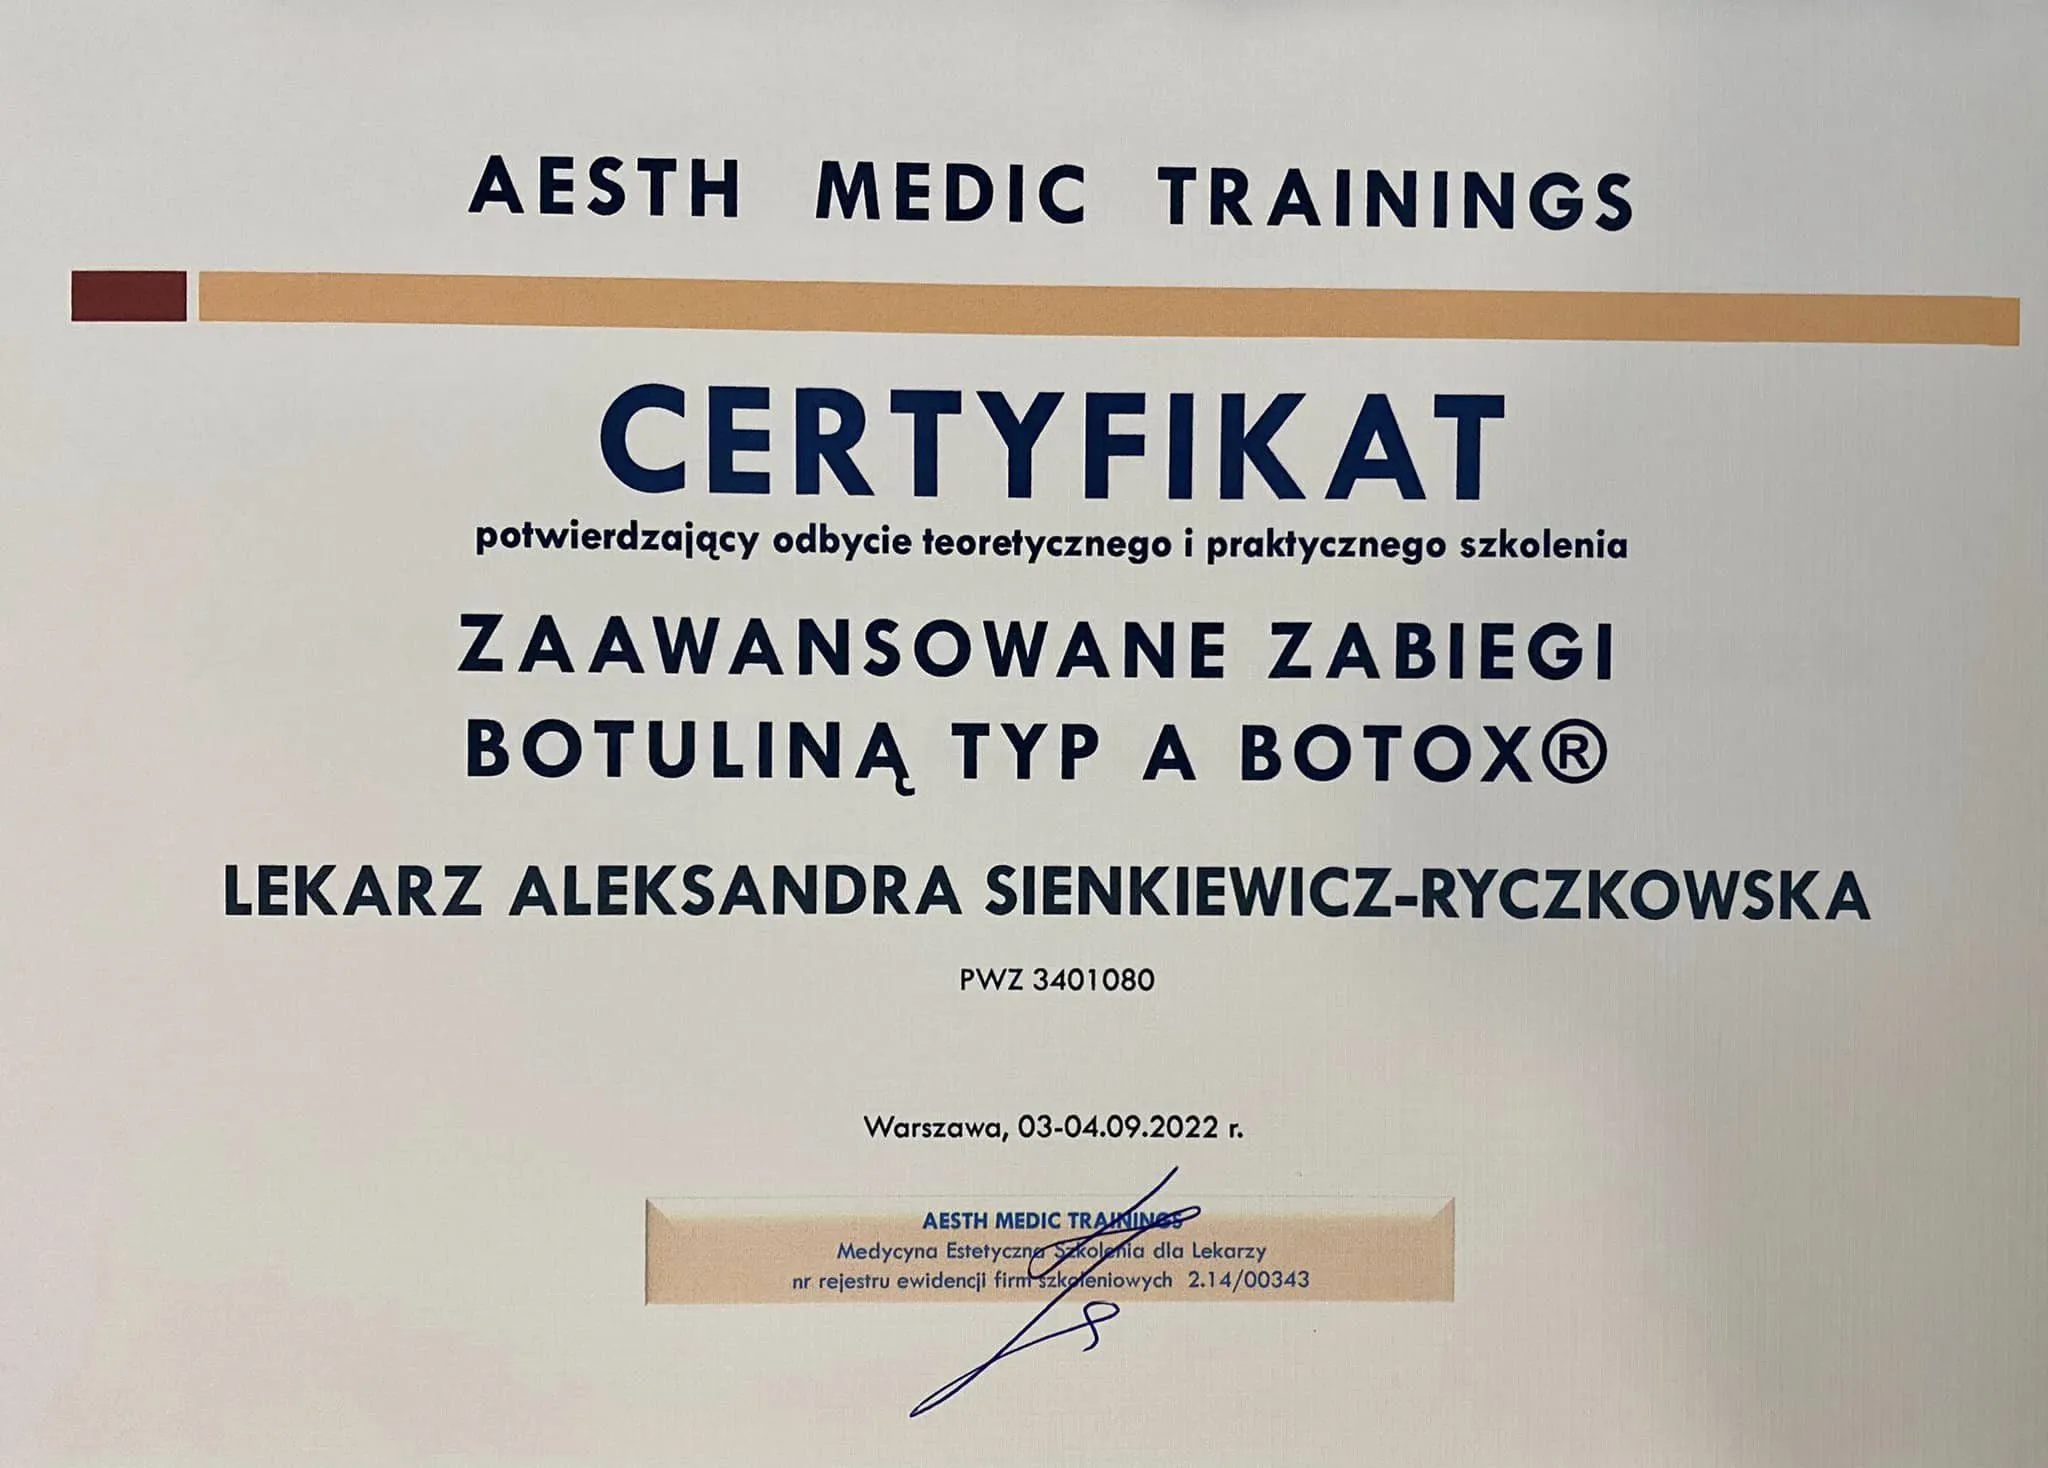 AESTH MEDIC TRAININGS
CERTYFIKAT
potwierdzający odbycie teoretycznego i praktycznego szkolenia
ZAAWANSOWANE ZABIEGI
BOTULINĄ TYP A BOTOX®
LEKARZ ALEKSANDRA SIENKIEWICZ-RYCZKOWSKA
PWZ 3401080
Warszawa, 03-04.09.2022 r.
AESTH MEDIC TRAININGS
Medycyna Estetyczna Szkolenia dla Lekarzy
nr rejestru ewidencji firm szkoleniowych 2.14/00343